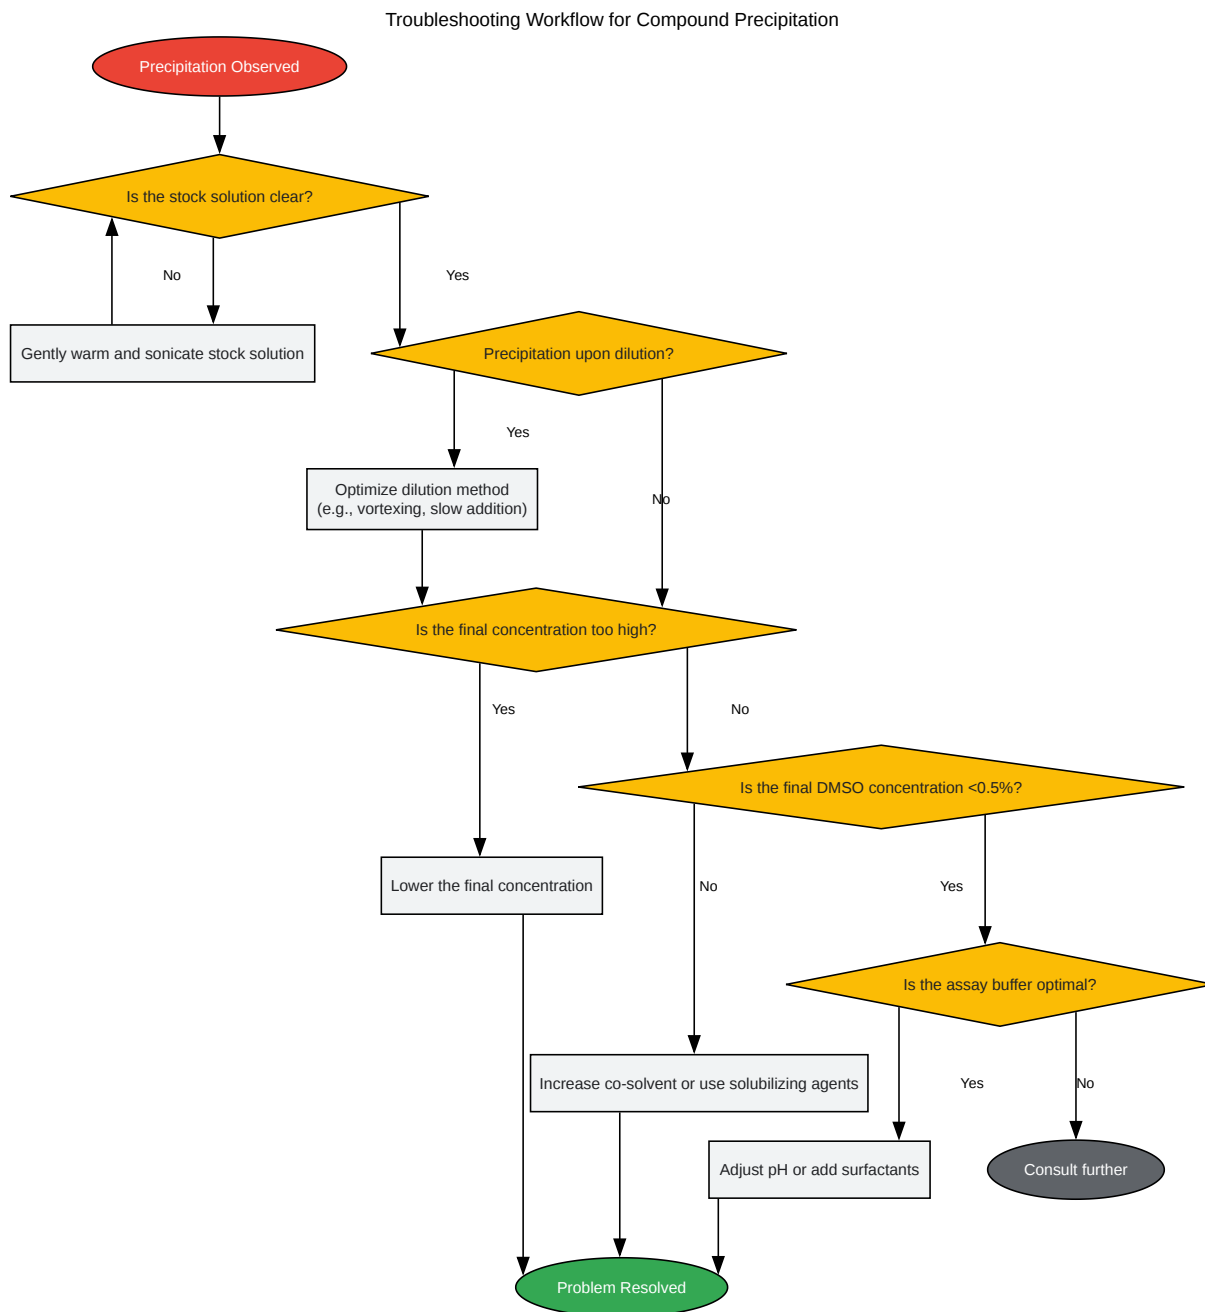 Troubleshooting Workflow for Compound Precipitation
Precipitation Observed
Is the stock solution clear?
No
Yes
Gently warm and sonicate stock solution
Precipitation upon dilution?
Yes
Optimize dilution method
(e.g., vortexing, slow addition)
No
Is the final concentration too high?
Yes
No
Is the final DMSO concentration <0.5%?
Lower the final concentration
No
Yes
Is the assay buffer optimal?
Increase co-solvent or use solubilizing agents
Yes
No
Adjust pH or add surfactants
Consult further
Problem Resolved